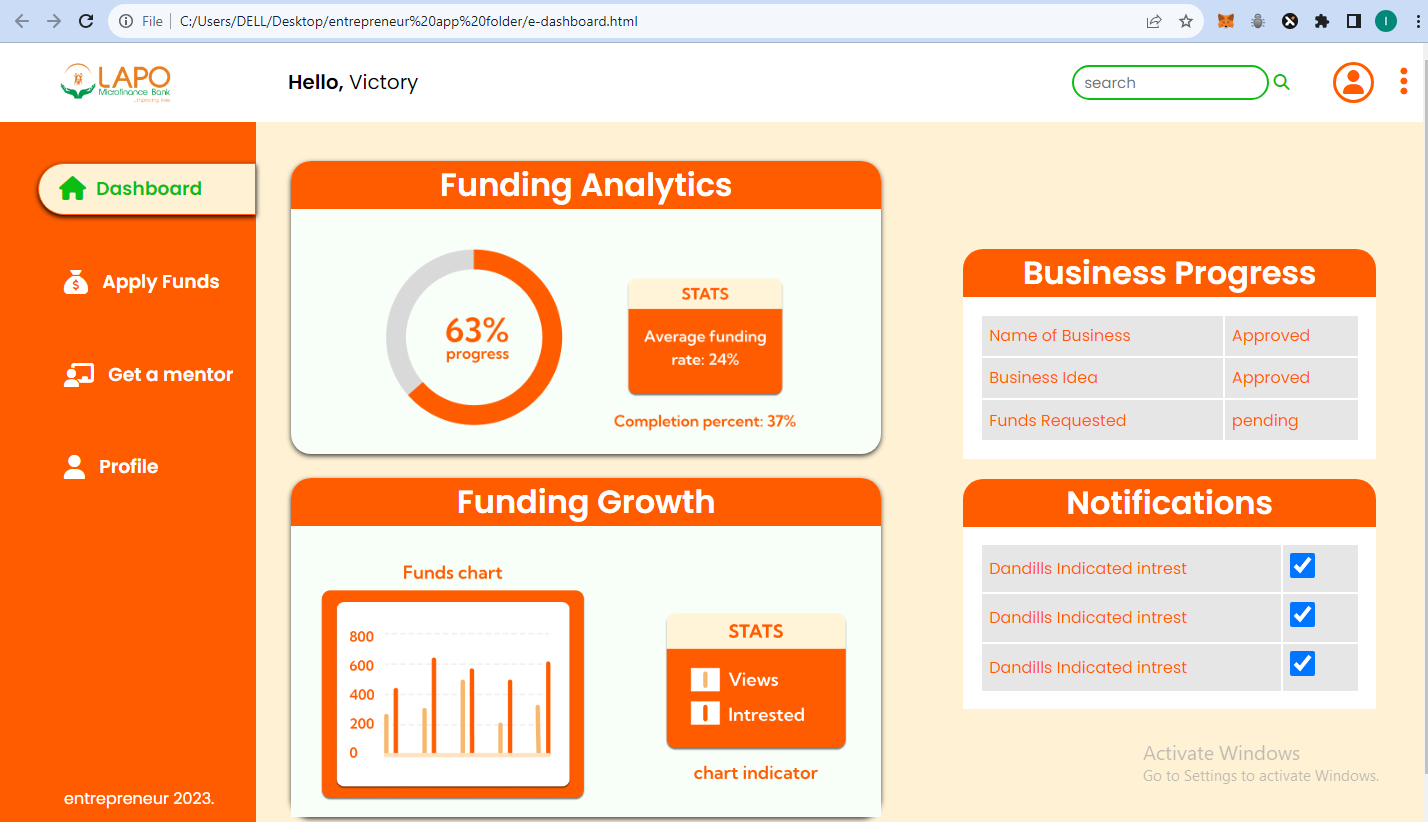 File | C:/Users/DELL/Desktop/entrepreneur%20app%20folder/e-dashboard.html
I
LAPO
Microfinance Bank
Hello, Victory
search
Dashboard
Apply Funds
Get a mentor
Profile
entrepreneur 2023.
Funding Analytics
63%
progress
STATS
Average funding
rate: 24%
Completion percent: 37%
Funding Growth
Funds chart
800
600
400
200
0
STATS
Views
Intrested
chart indicator
Business Progress
Name of Business Approved
Business Idea Approved
Funds Requested pending
Notifications
Dandills Indicated intrest
Dandills Indicated intrest
Dandills Indicated intrest
Activate Windows
Go to Settings to activate Windows.